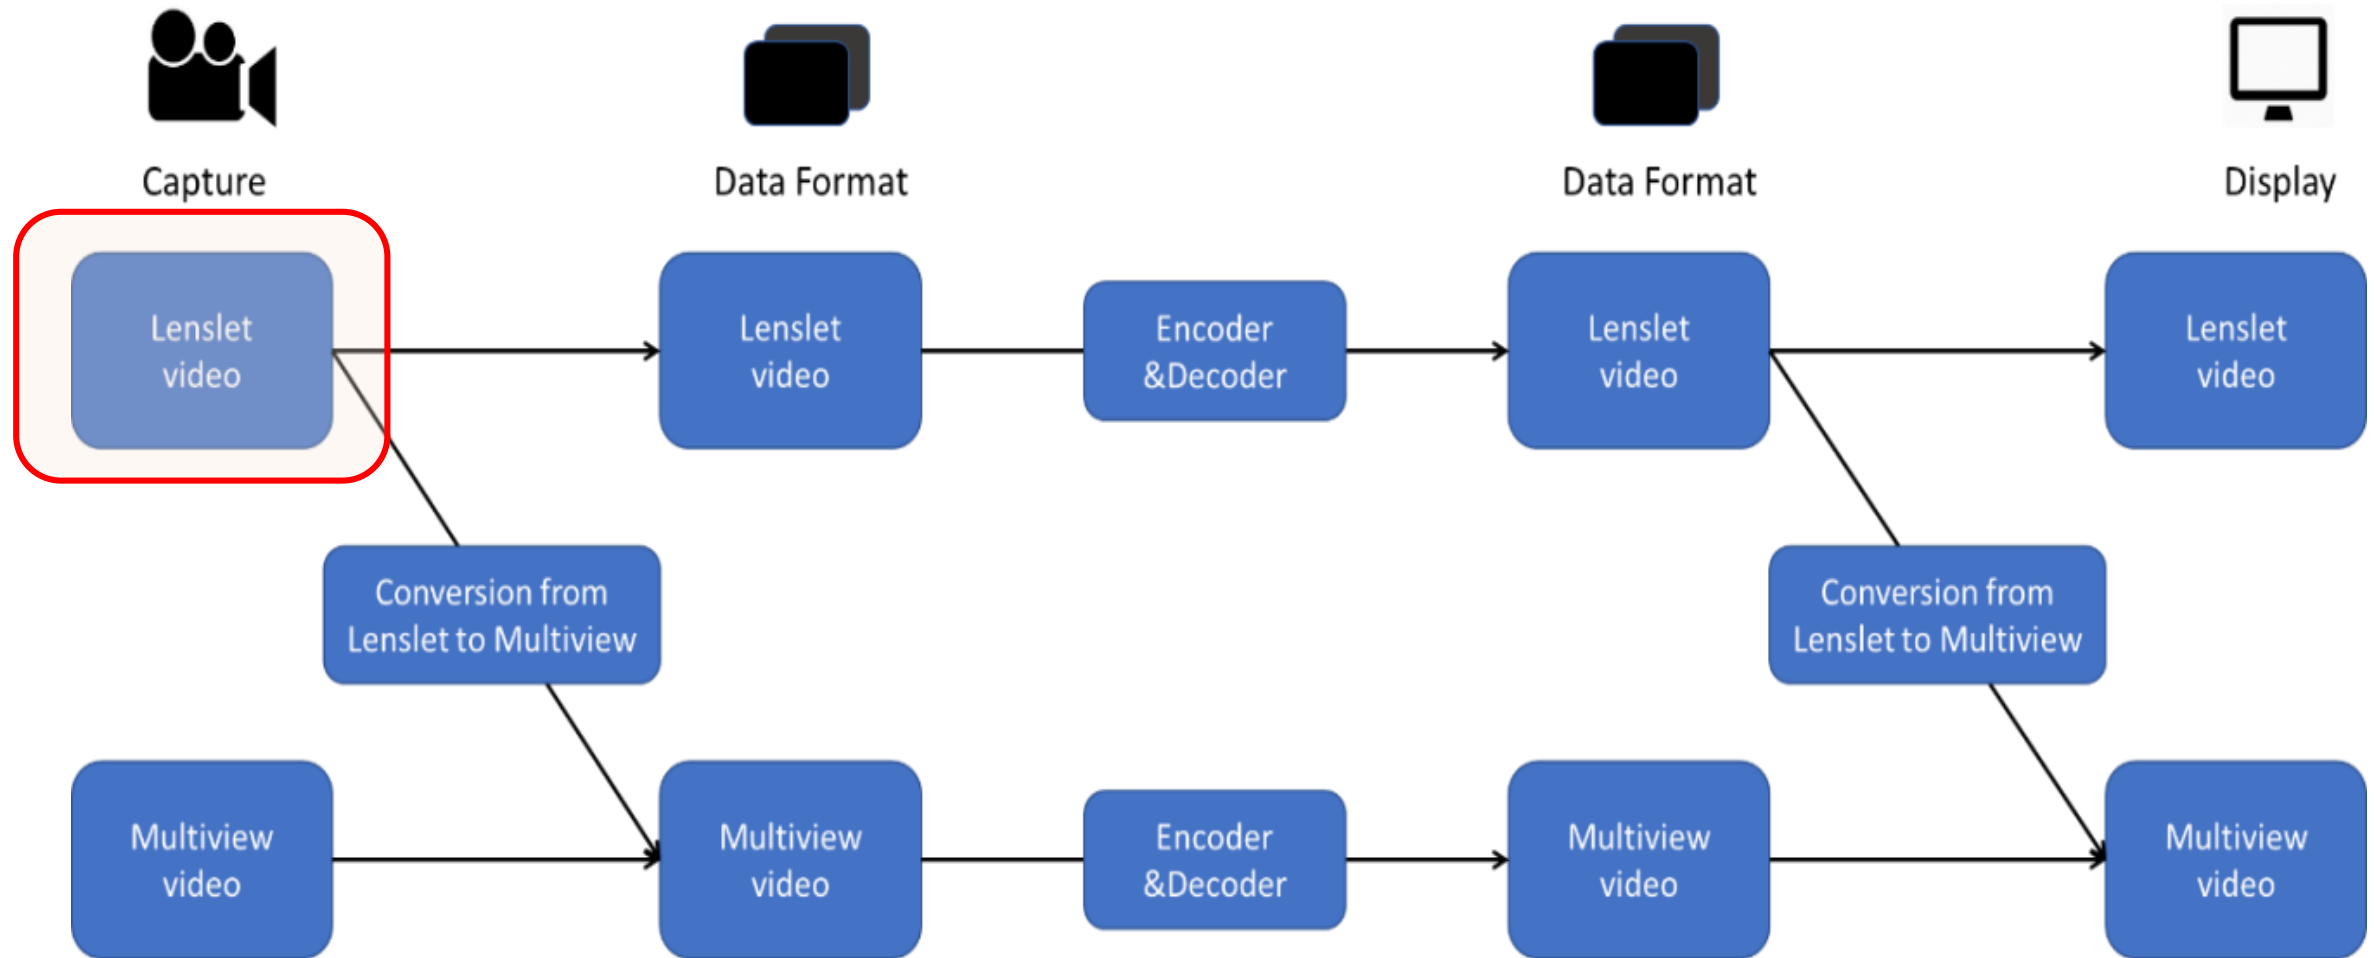 Capture
Data Format
Data Format
Display
Lenslet
video
Lenslet
video
Encoder
&Decoder
Lenslet
video
Lenslet
video
Conversion from
Lenslet to Multiview
Conversion from
Lenslet to Multiview
Multiview
video
Multiview
video
Encoder
&Decoder
Multiview
video
Multiview
video